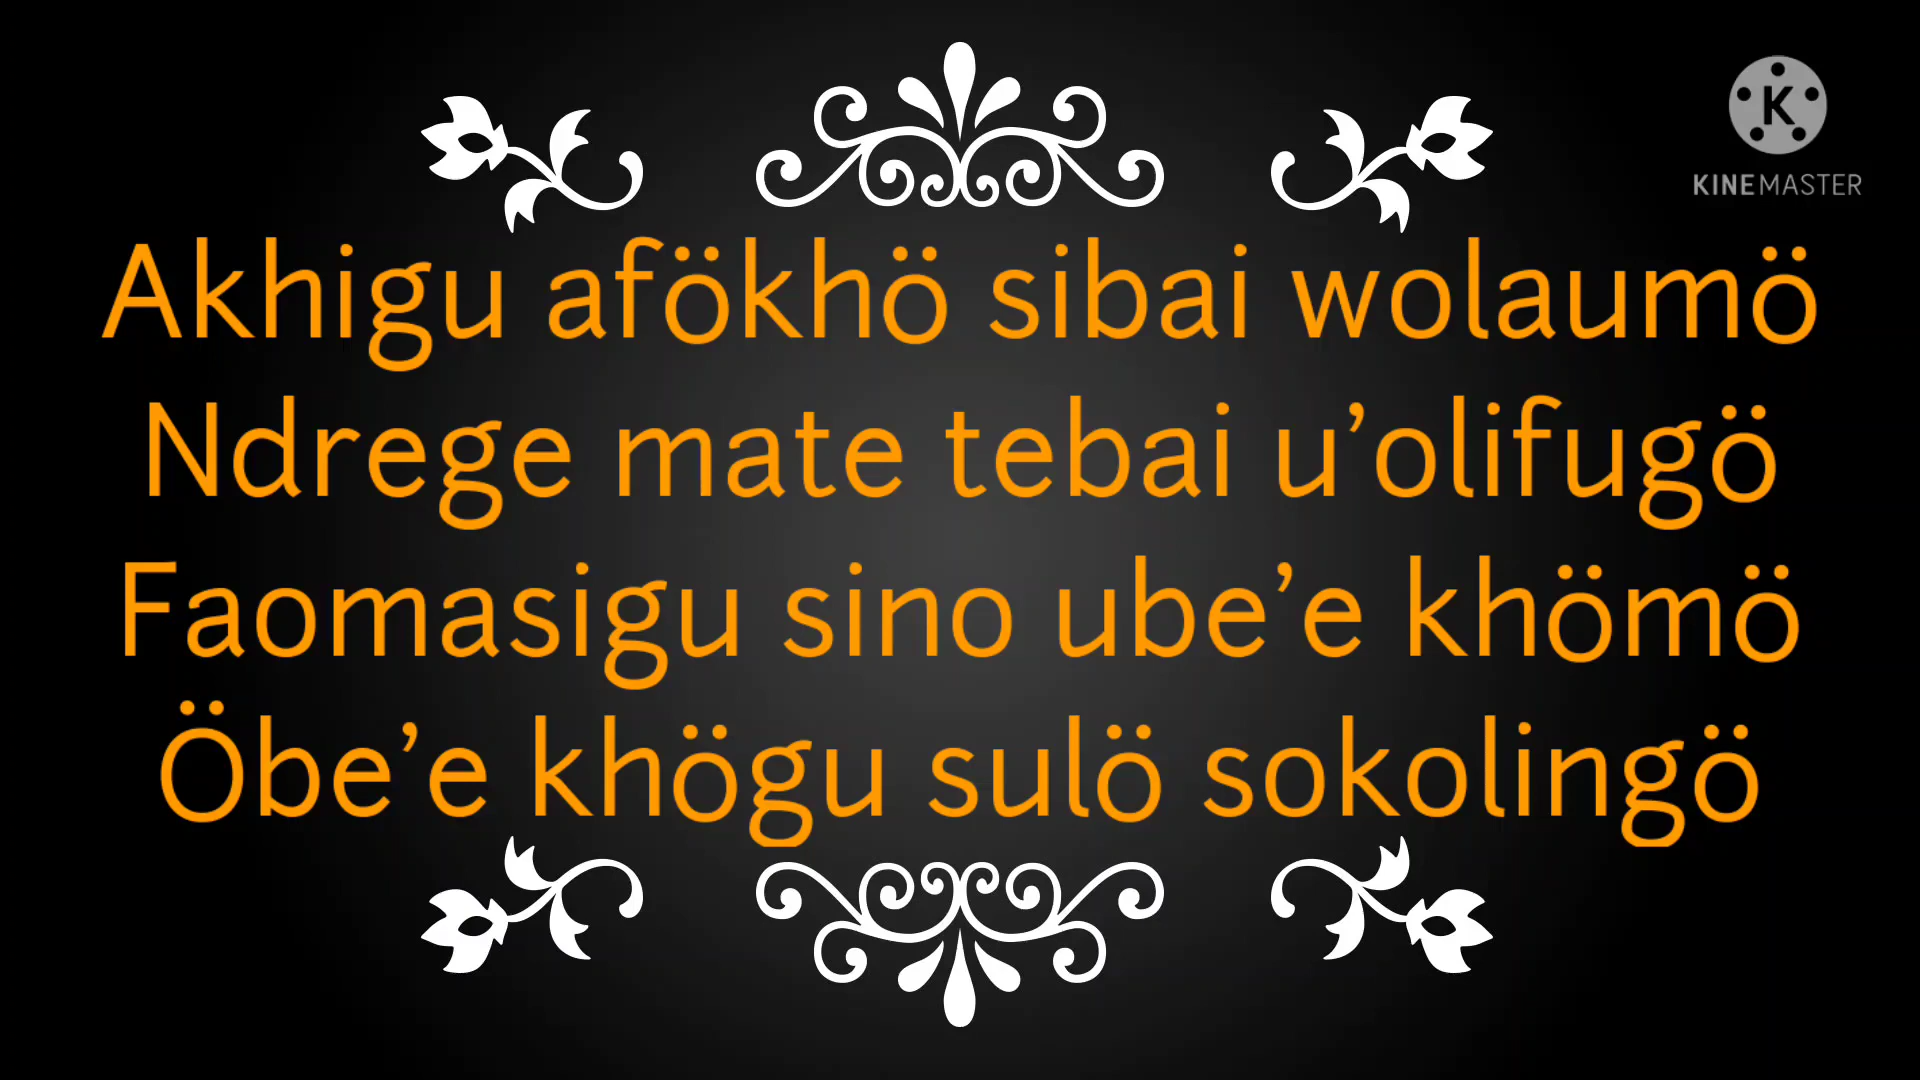 K
KINEMASTER
Akhigu afökhö sibai wolaumö
Ndrege mate tebai u’olifugö
Faomasigu sino ube’e khömö
Öbe’e khögu sulö sokolingö